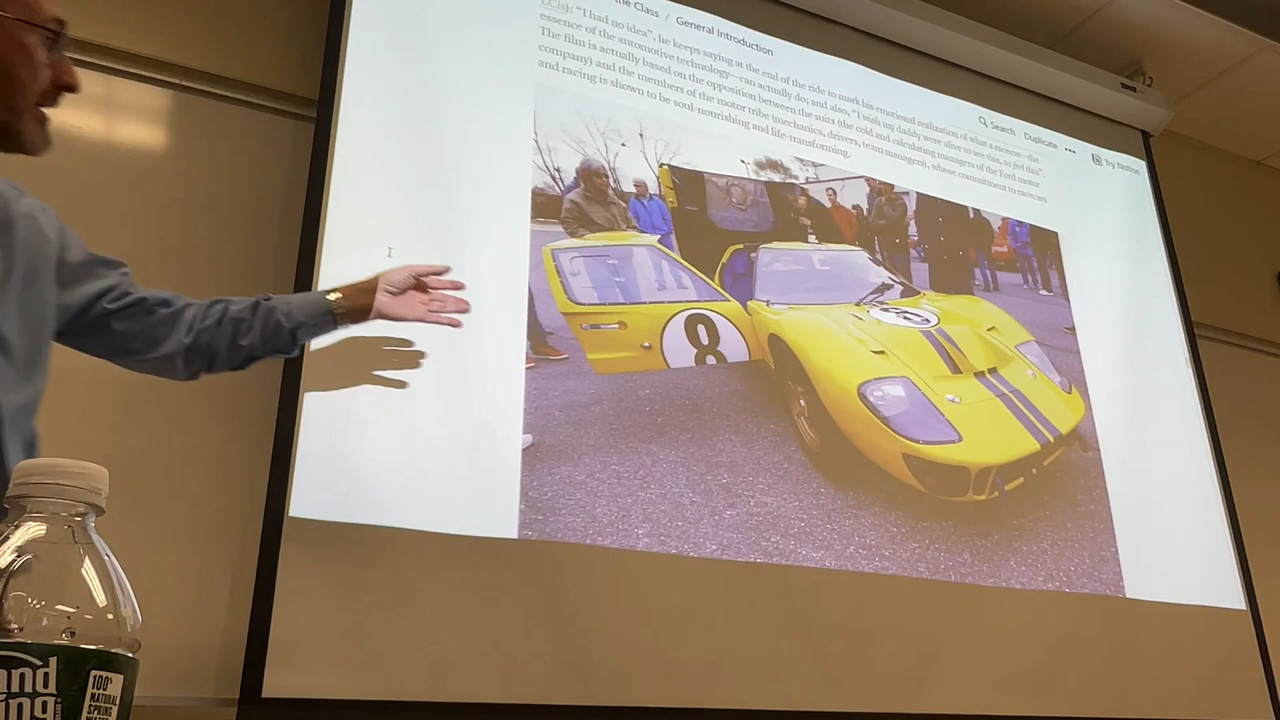 the Class / General Introduction
LCIs): “I had no idea”, he keeps saying at the end of the ride to mark his emotional realization of what a racecar—the
essence of the automotive technology—can actually do; and also, “I wish my daddy were alive to see this, to feel this”.
The film is actually based on the opposition between the suits (the cold and calculating managers of the Ford motor
company) and the members of the motor tribe (mechanics, drivers, team managers), whose commitment to racecars
and racing is shown to be soul-nourishing and life-transforming.
Search Duplicate ••• Try Notion
8
8
100%
NATURAL
SPRING
WATER